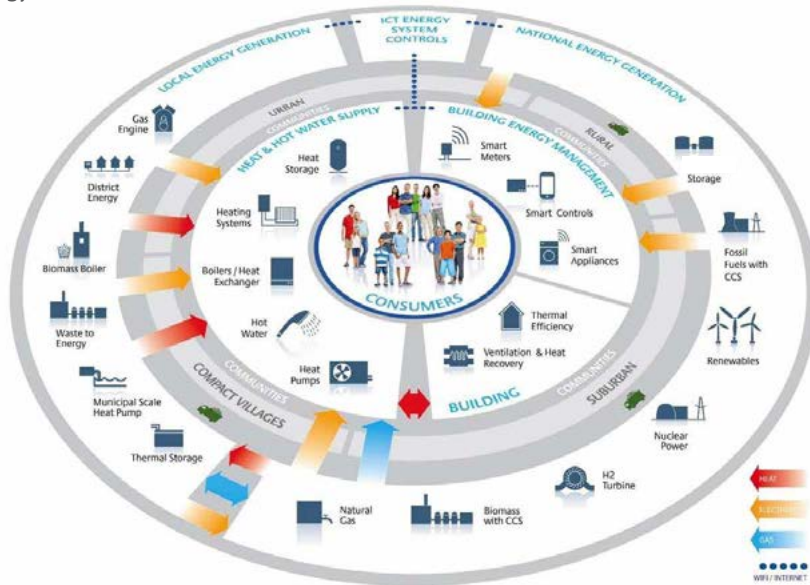 gy
LOCAL ENERGY GENERATION
ICT ENERGY
SYSTEM
CONTROLS
NATIONAL ENERGY GENERATION
URBAN
COMMUNITIES
RURAL
COMMUNITIES
HEAT & HOT WATER SUPPLY
BUILDING ENERGY MANAGEMENT
Gas
Engine
District
Energy
Biomass Boiler
Waste to
Energy
Municipal Scale
Heat Pump
Thermal Storage
Heat
Storage
Heating
Systems
Boilers / Heat
Exchanger
Hot
Water
Heat
Pumps
Smart
Meters
Smart Controls
Smart
Appliances
CONSUMERS
Thermal
Efficiency
Ventilation & Heat
Recovery
BUILDING
COMMUNITIES
COMPACT VILLAGES
COMMUNITIES
SUBURBAN
Storage
Fossil
Fuels with
CCS
Renewables
Nuclear
Power
H2
Turbine
Biomass
with CCS
Natural
Gas
HEAT
GAS
WIFI / INTERNET